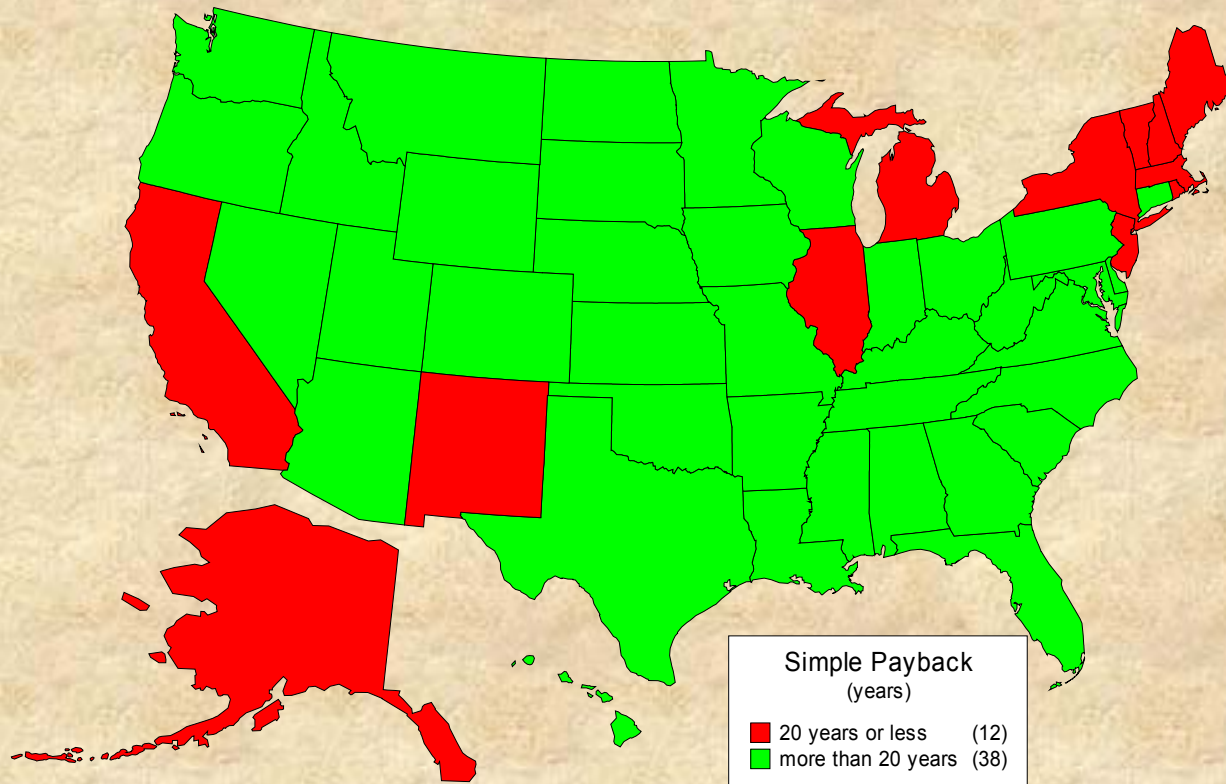 Simple Payback
(years)
20 years or less (12)
more than 20 years (38)